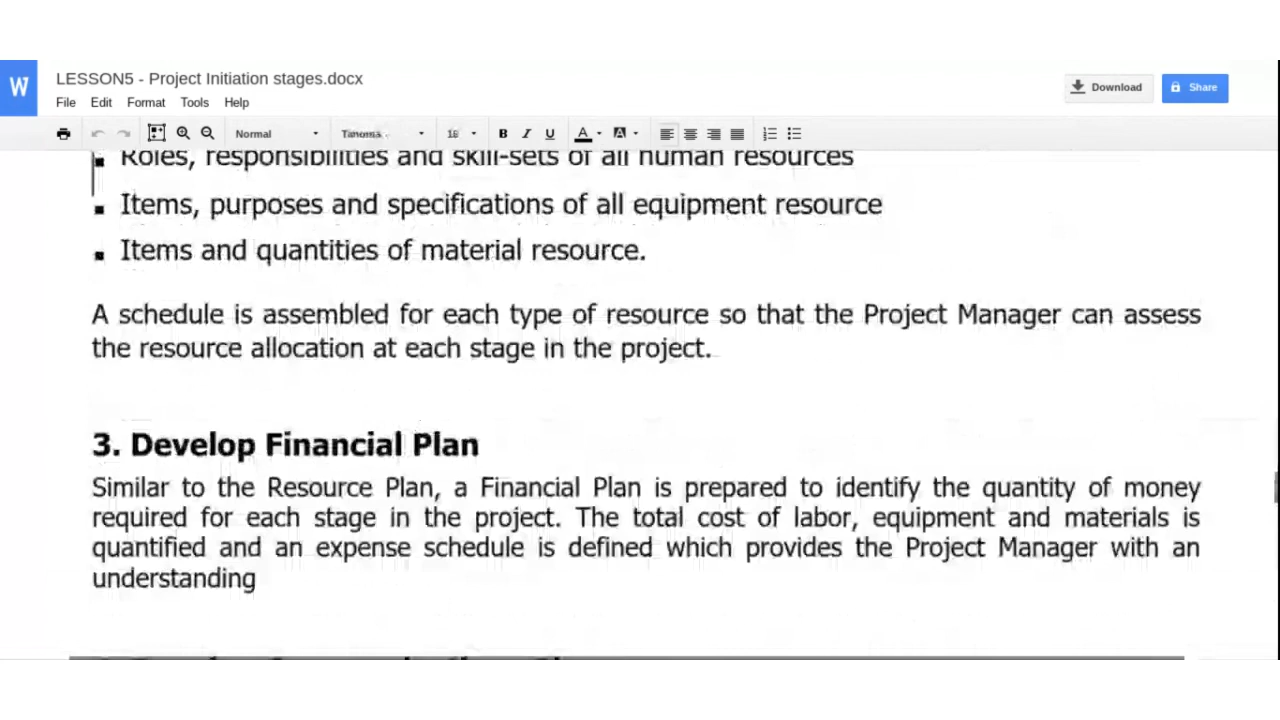 W
LESSON5 - Project Initiation stages.docx
File Edit Format Tools Help
Download Share
Normal Tahoma 18 B I U A A
Roles, responsibilities and skill-sets of all human resources
Items, purposes and specifications of all equipment resource
Items and quantities of material resource.
A schedule is assembled for each type of resource so that the Project Manager can assess
the resource allocation at each stage in the project.
3. Develop Financial Plan
Similar to the Resource Plan, a Financial Plan is prepared to identify the quantity of money
required for each stage in the project. The total cost of labor, equipment and materials is
quantified and an expense schedule is defined which provides the Project Manager with an
understanding